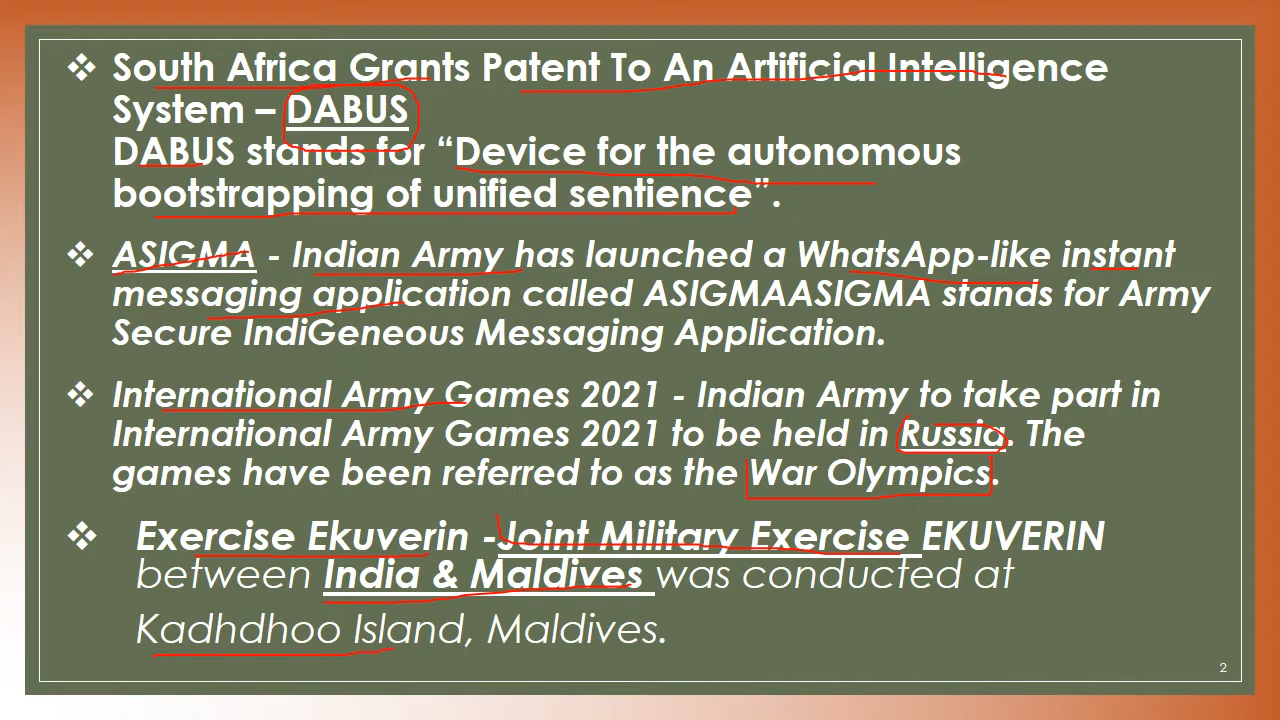 ❖ South Africa Grants Patent To An Artificial Intelligence
System – DABUS
DABUS stands for “Device for the autonomous
bootstrapping of unified sentience”.
❖ ASIGMA - Indian Army has launched a WhatsApp-like instant
messaging application called ASIGMAASIGMA stands for Army
Secure IndiGeneous Messaging Application.
❖ International Army Games 2021 - Indian Army to take part in
International Army Games 2021 to be held in Russia. The
games have been referred to as the War Olympics.
❖ Exercise Ekuverin -Joint Military Exercise EKUVERIN
between India & Maldives was conducted at
Kadhdhoo Island, Maldives.
2